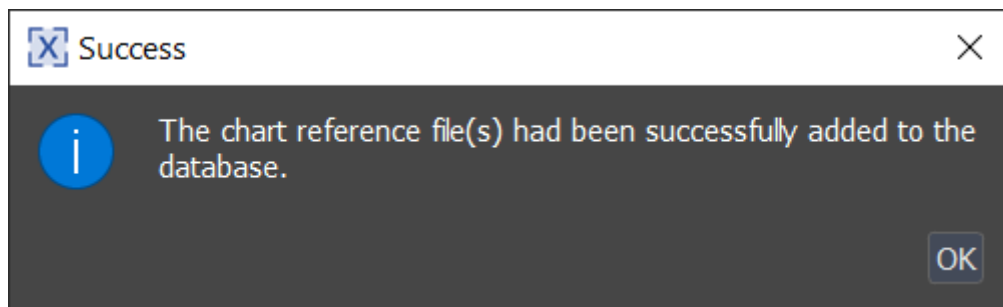 Success
The chart reference file(s) had been successfully added to the
database.
OK